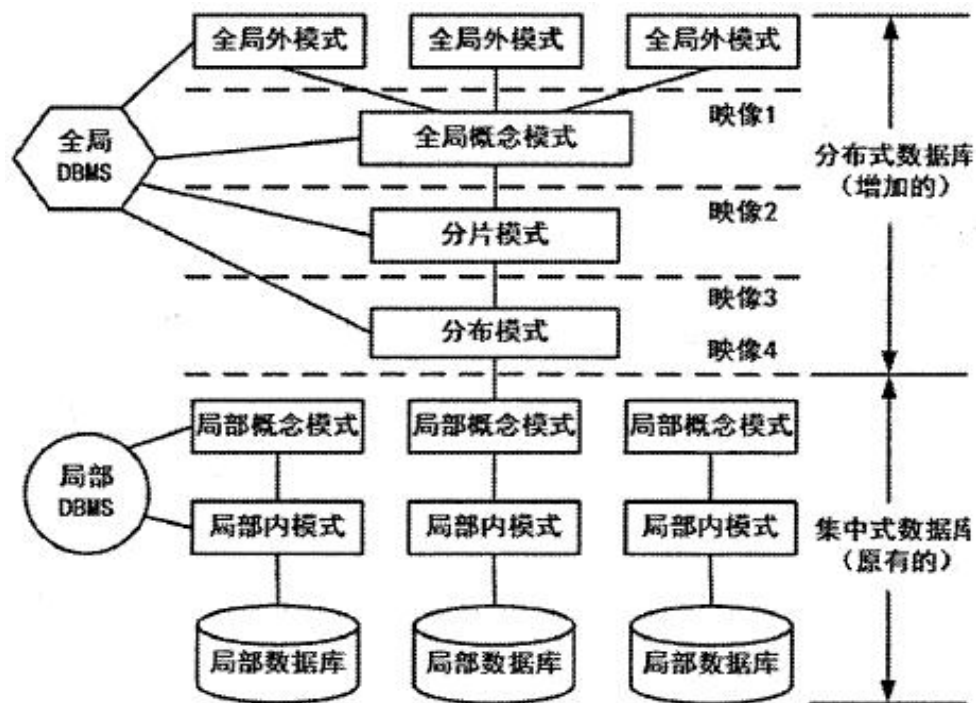 全局外模式
全局外模式
全局外模式
映像1
全局
DBMS
全局概念模式
分布式数据库
（增加的）
映像2
分片模式
映像3
分布模式
映像4
局部概念模式
局部概念模式
局部概念模式
局部
DBMS
局部内模式
局部内模式
局部内模式
集中式数据库
（原有的）
局部数据库
局部数据库
局部数据库